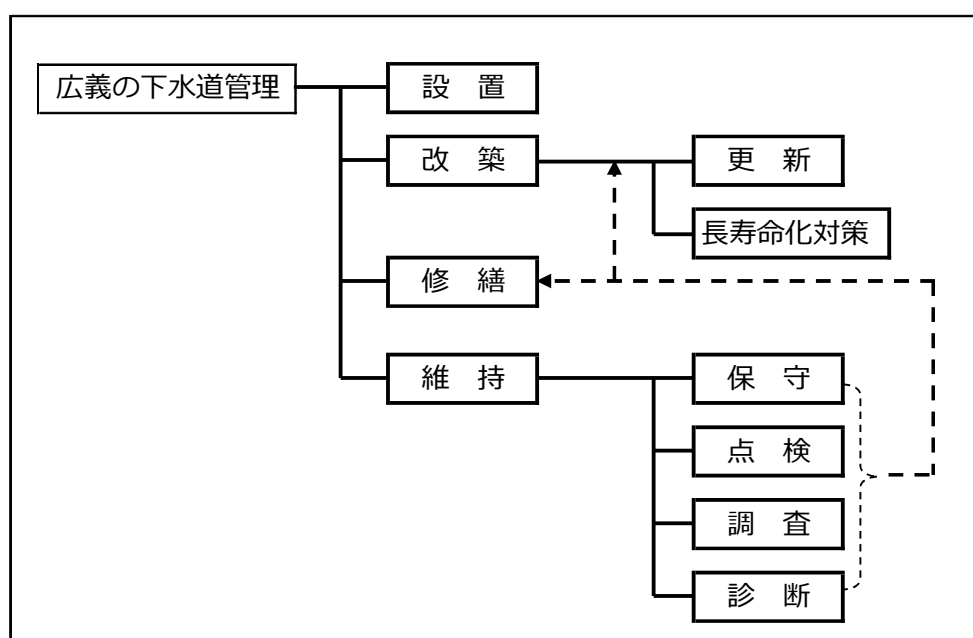 広義の下水道管理
設　置
改　築
更　新
長寿命化対策
修　繕
維　持
保　守
点　検
調　査
診　断